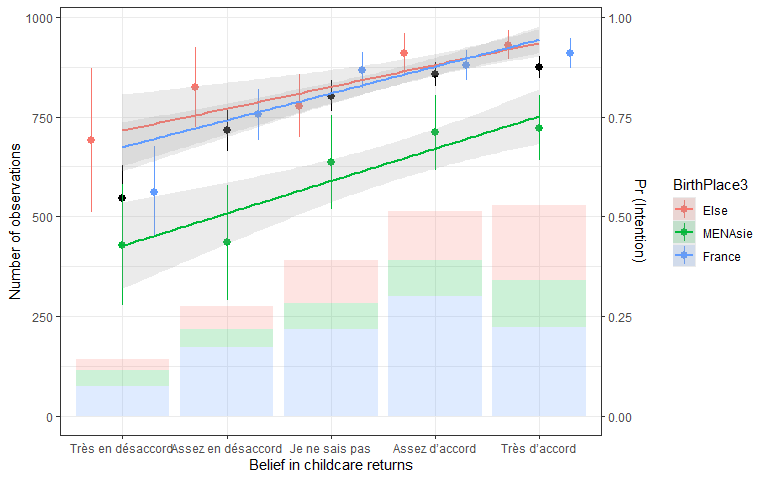 1000
750
500
250
0
Number of observations
1.00
0.75
0.50
0.25
0.00
Pr (Intention)
BirthPlace3
Else
MENAsie
France
Très en désaccord
Assez en désaccord
Je ne sais pas
Assez d'accord
Très d'accord
Belief in childcare returns